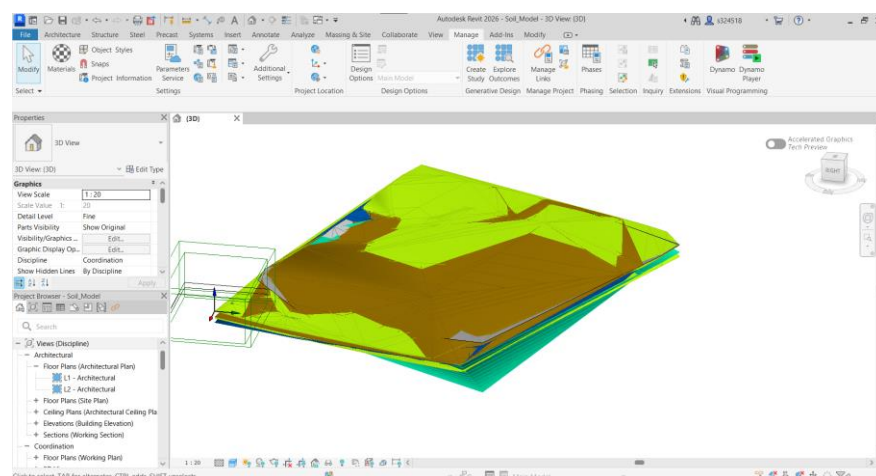 Autodesk Revit 2026 - Soil_Model - 3D View: {3D}
s324518
File Architecture Structure Steel Precast Systems Insert Annotate Analyze Massing & Site Collaborate View Manage Add-Ins Modify
Modify
Materials
Object Styles
Snaps
Project Information
Parameters Service
Additional Settings
Design Options
Main Model
Create Study
Explore Outcomes
Manage Links
Phases
Dynamo
Dynamo Player
Select
Settings
Project Location
Design Options
Generative Design
Manage Project
Phasing
Selection
Inquiry
Extensions
Visual Programming
Properties
{3D}
3D View
3D View: {3D}
Edit Type
Graphics
View Scale 1 : 20
Scale Value 1: 20
Detail Level Fine
Parts Visibility Show Original
Visibility/Graphics ... Edit...
Graphic Display Op... Edit...
Discipline Coordination
Show Hidden Lines By Discipline
Apply
Project Browser - Soil_Model
Search
Views (Discipline)
Architectural
Floor Plans (Architectural Plan)
L1 - Architectural
L2 - Architectural
Floor Plans (Site Plan)
Ceiling Plans (Architectural Ceiling Pla
Elevations (Building Elevation)
Sections (Working Section)
Coordination
Floor Plans (Working Plan)
Accelerated Graphics
Tech Preview
RIGHT
1 : 20